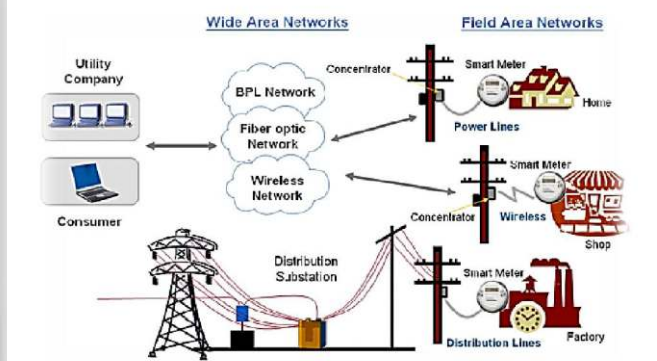 Wide Area Networks
Field Area Networks
Utility
Company
Consumer
BPL Network
Fiber optic
Network
Wireless
Network
Concentrator
Smart Meter
Home
Power Lines
Smart Meter
Concentrator
Wireless
Shop
Distribution
Substation
Smart Meter
Distribution Lines
Factory